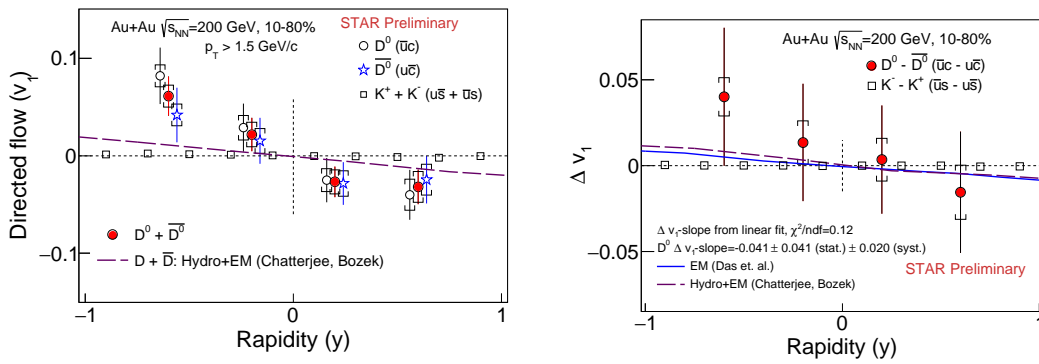 Au+Au √sNN=200 GeV, 10-80%
STAR Preliminary
pT > 1.5 GeV/c
D⁰ (u̅c)
D̅⁰ (uc̅)
K⁺ + K⁻ (us̅ + u̅s)
0.1
0
−0.1
Directed flow (v₁)
D⁰ + D̅⁰
D + D̅: Hydro+EM (Chatterjee, Bozek)
−1
0
1
Rapidity (y)
Au+Au √sNN=200 GeV, 10-80%
D⁰ - D̅⁰ (u̅c - uc̅)
K⁻ - K⁺ (u̅s - us̅)
0.05
0
−0.05
Δ v₁
Δ v₁-slope from linear fit, χ²/ndf=0.12
D⁰ Δ v₁-slope=-0.041 ± 0.041 (stat.) ± 0.020 (syst.)
EM (Das et. al.)
STAR Preliminary
Hydro+EM (Chatterjee, Bozek)
−1
0
1
Rapidity (y)